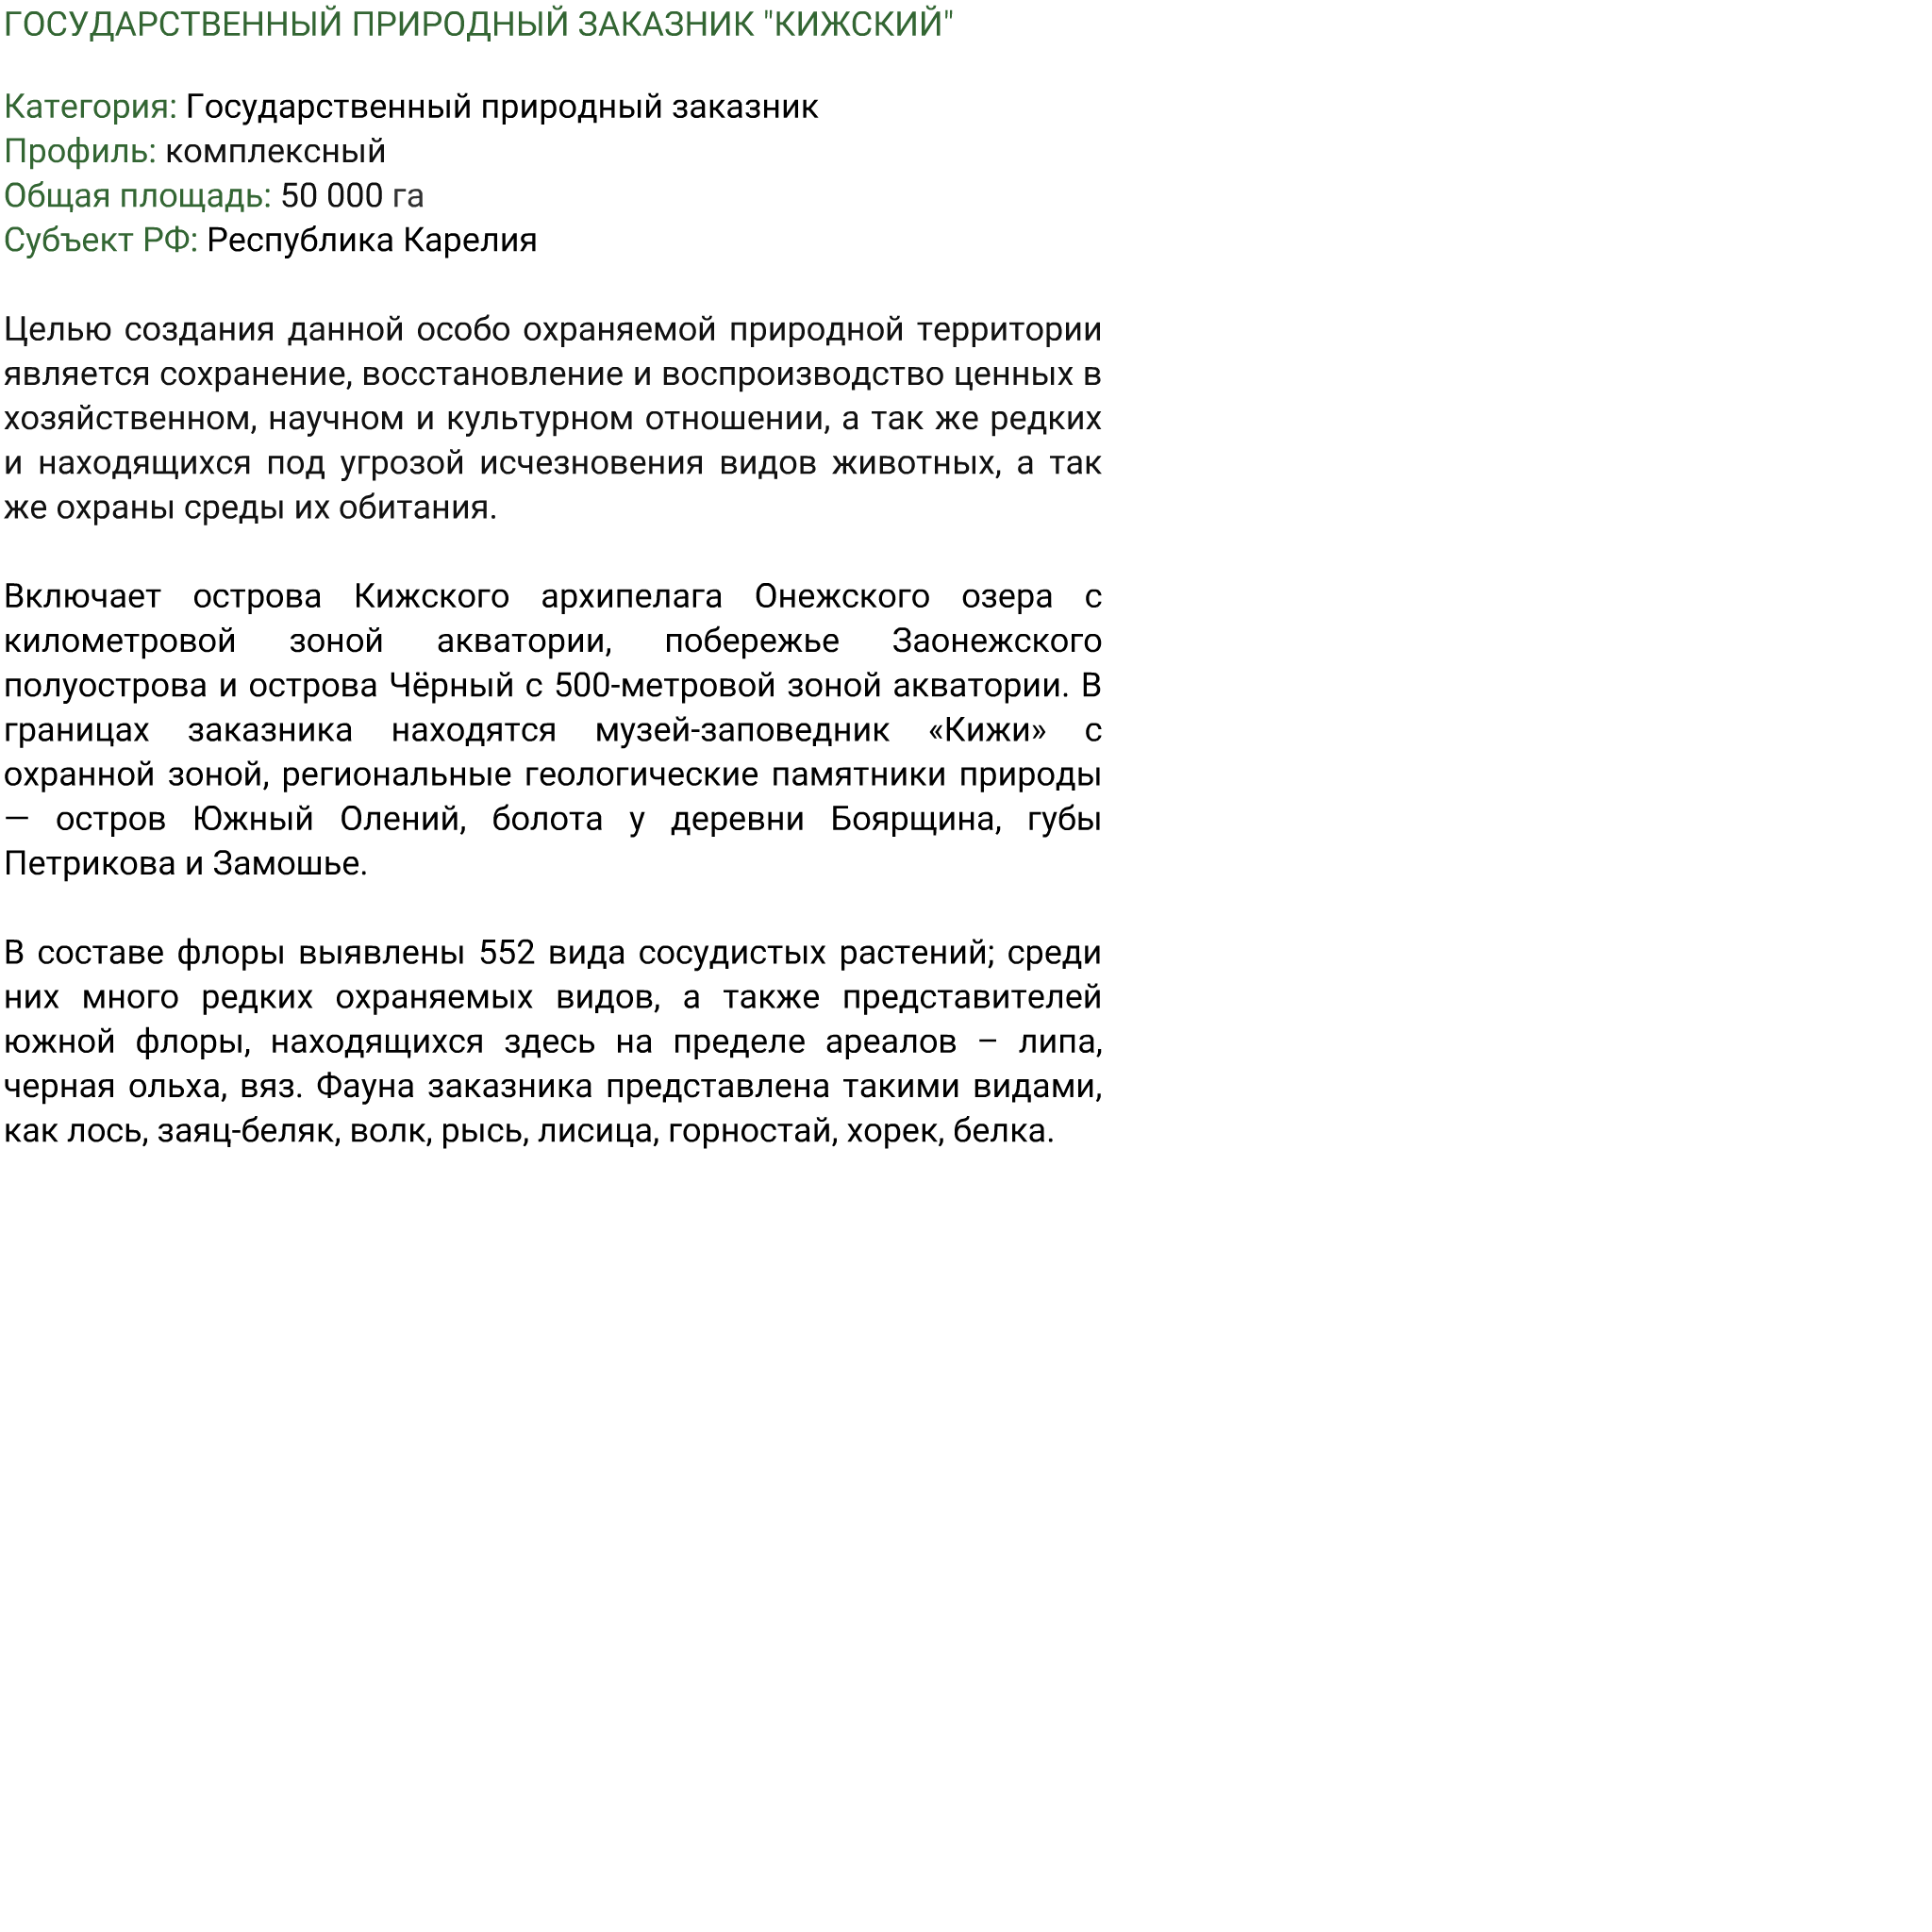 ГОСУДАРСТВЕННЫЙ ПРИРОДНЫЙ ЗАКАЗНИК "КИЖСКИЙ"
Категория: Государственный природный заказник
Профиль: комплексный
Общая площадь: 50 000 га
Субъект РФ: Республика Карелия
Целью создания данной особо охраняемой природной территории
является сохранение, восстановление и воспроизводство ценных в
хозяйственном, научном и культурном отношении, а так же редких
и находящихся под угрозой исчезновения видов животных, а так
же охраны среды их обитания.
Включает острова Кижского архипелага Онежского озера с
километровой зоной акватории, побережье Заонежского
полуострова и острова Чёрный с 500-метровой зоной акватории. В
границах заказника находятся музей-заповедник «Кижи» с
охранной зоной, региональные геологические памятники природы
— остров Южный Олений, болота у деревни Боярщина, губы
Петрикова и Замошье.
В составе флоры выявлены 552 вида сосудистых растений; среди
них много редких охраняемых видов, а также представителей
южной флоры, находящихся здесь на пределе ареалов – липа,
черная ольха, вяз. Фауна заказника представлена такими видами,
как лось, заяц-беляк, волк, рысь, лисица, горностай, хорек, белка.